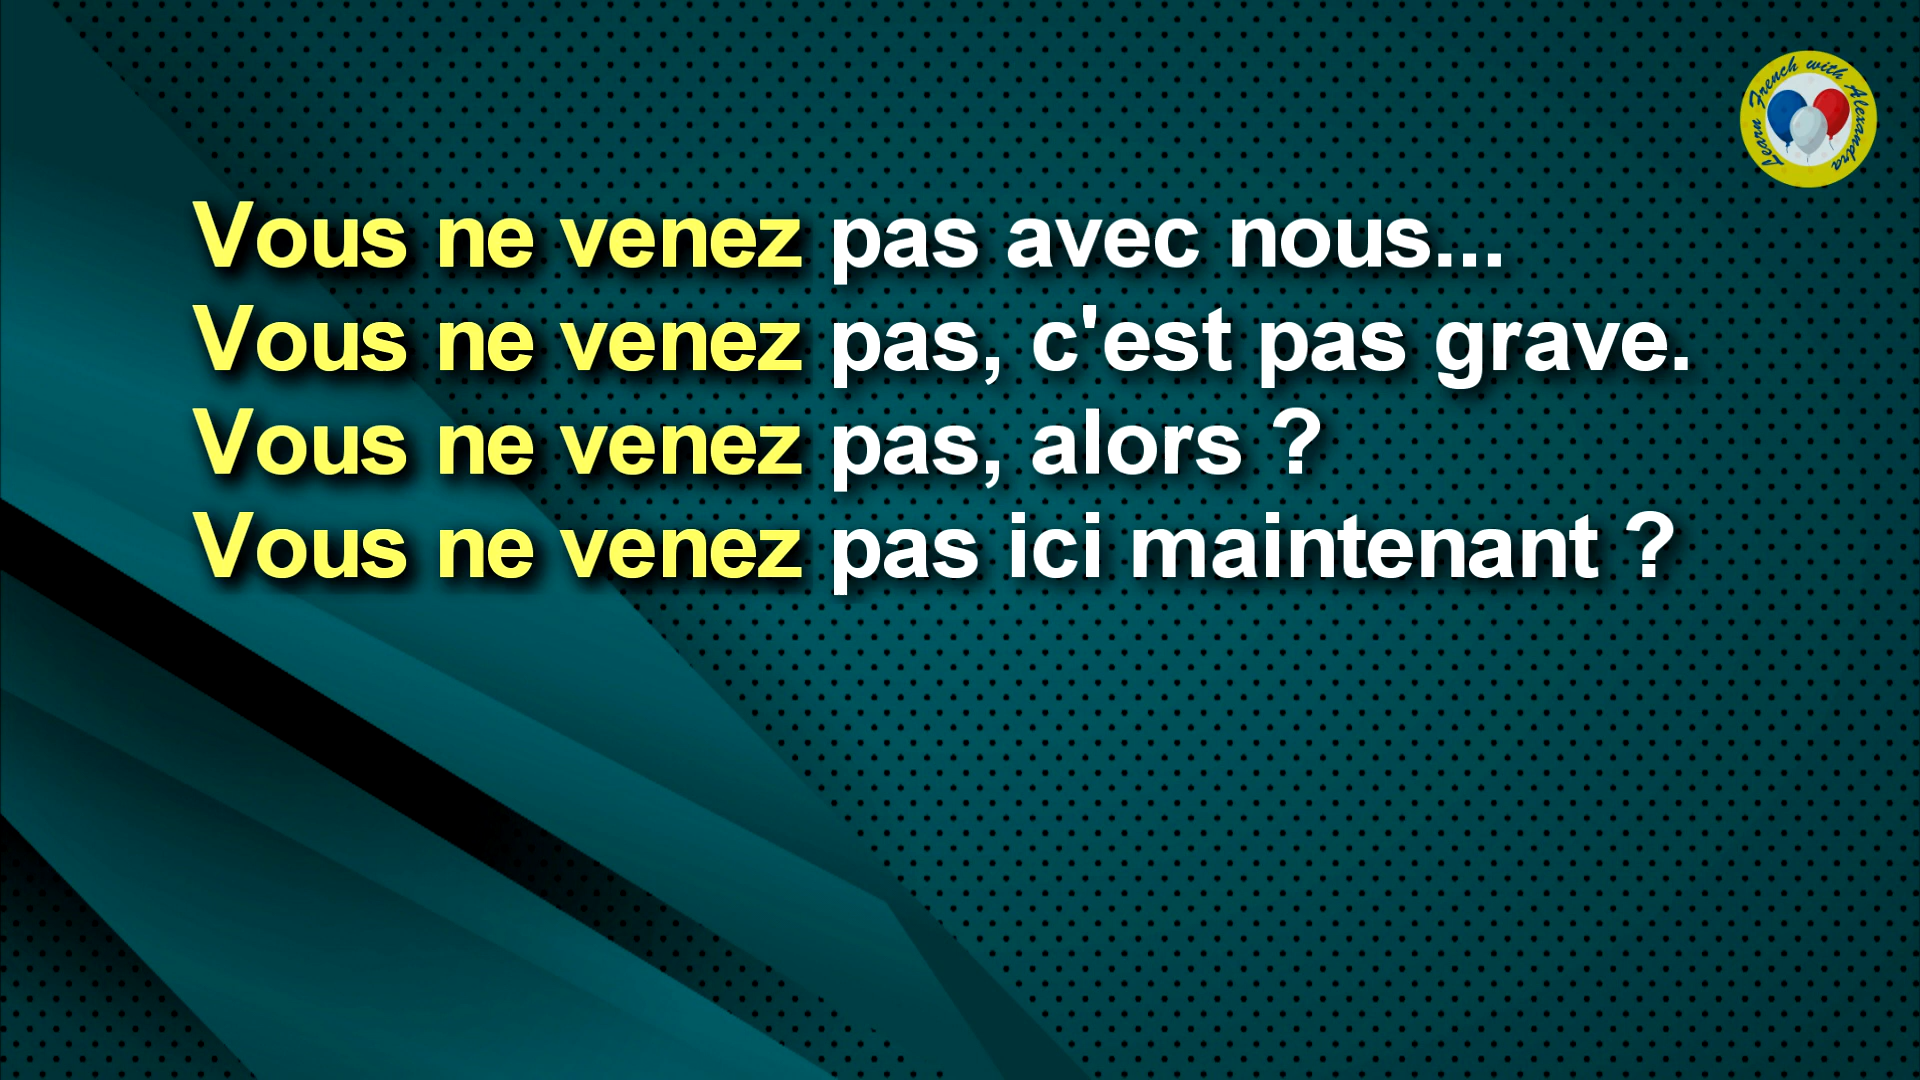 Learn French with Alexandra
Vous ne venez pas avec nous...
Vous ne venez pas, c'est pas grave.
Vous ne venez pas, alors ?
Vous ne venez pas ici maintenant ?